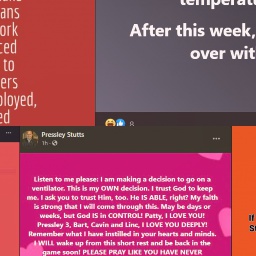 ans
ork
ced
to
ers
ployed,
ed
temperatu
After this week,
over wit
8
Pressley Stutts
1h
Listen to me please: I am making a decision to go on a
ventilator. This is my OWN decision. I trust God to keep
me. I ask you to trust Him, too. He IS ABLE, right? My faith
is strong that I will come through this. May be days or
weeks, but GOD IN CONTROL! Patty, I LOVE YOU!
Pressley 3, Bart, Cavin and Linc, I LOVE YOU DEEPLY!
Remember what I have instilled in your hearts and minds.
I WILL wake up from this short rest and be back in the
game soon! PLEASE PRAY LIKE YOU HAVE NEVER
If
S